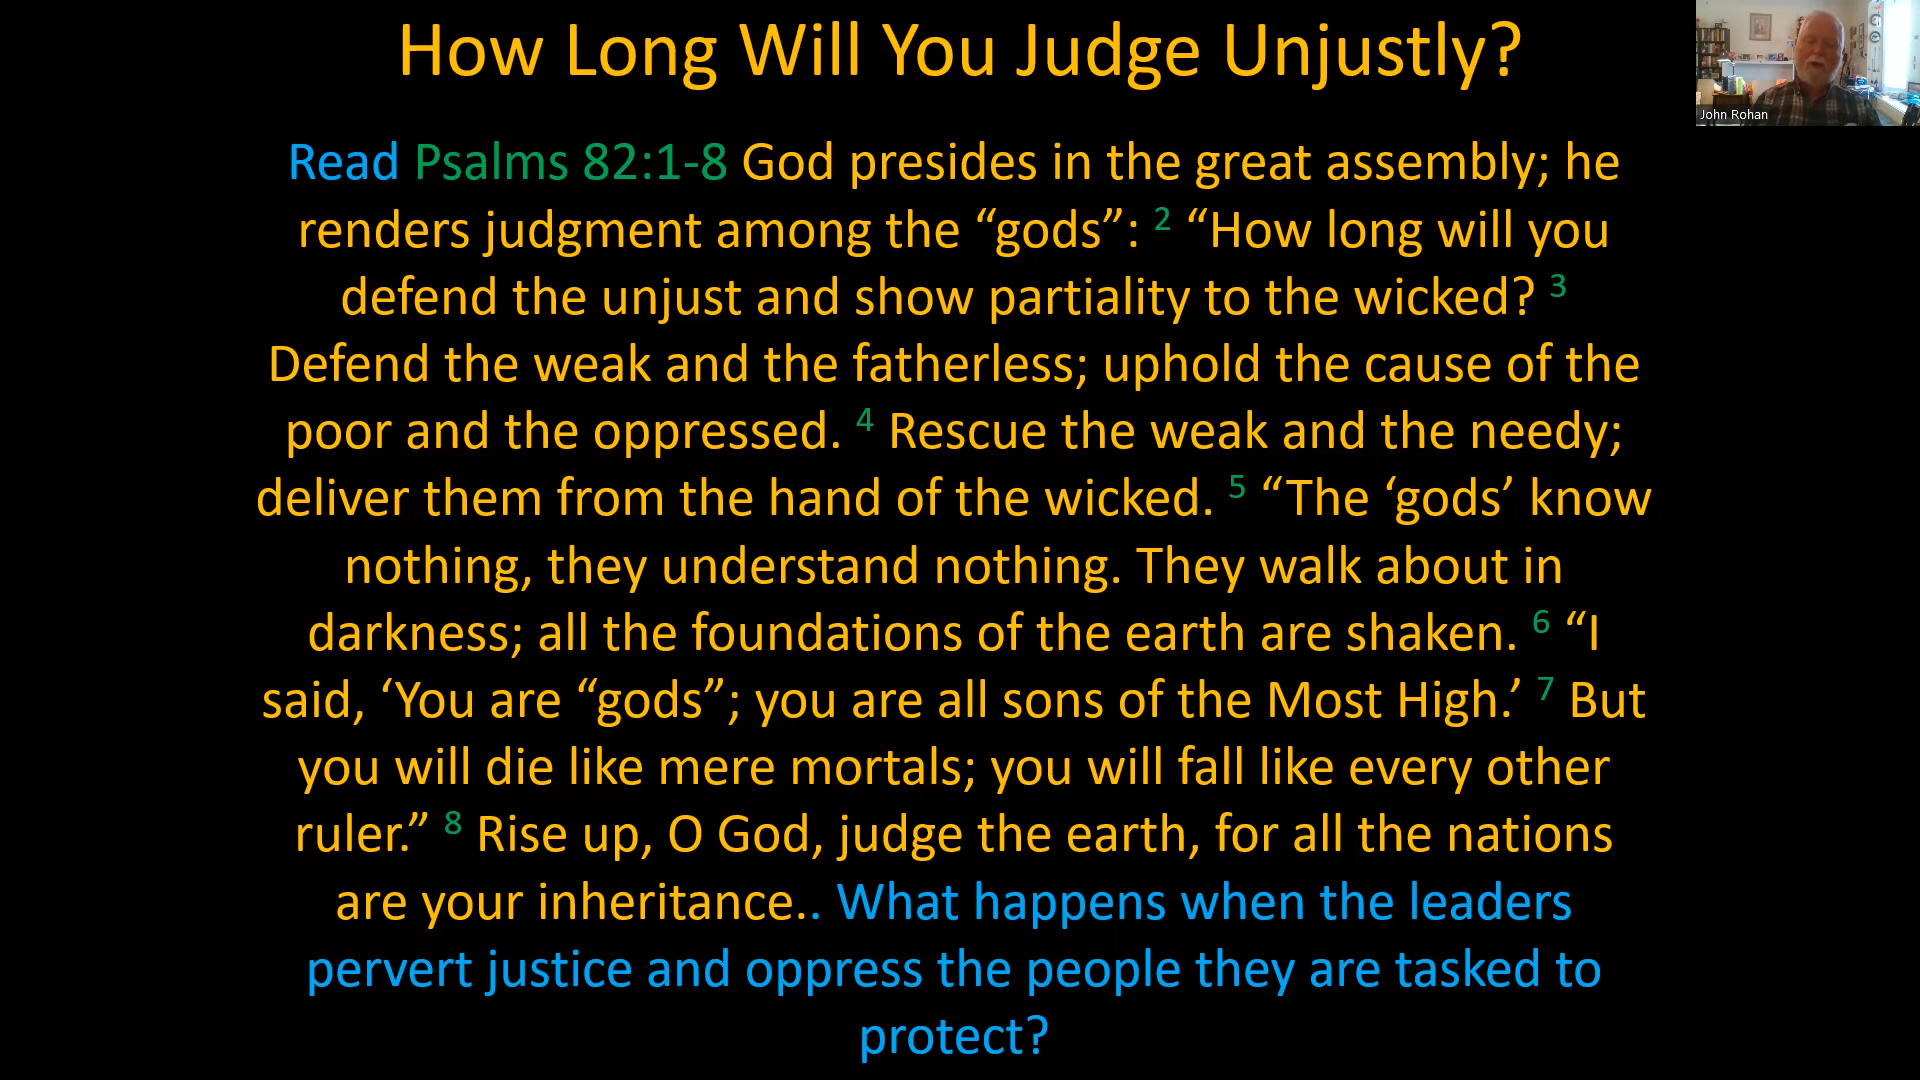 How Long Will You Judge Unjustly?
John Rohan
Read Psalms 82:1-8 God presides in the great assembly; he
renders judgment among the “gods”: 2 “How long will you
defend the unjust and show partiality to the wicked? 3
Defend the weak and the fatherless; uphold the cause of the
poor and the oppressed. 4 Rescue the weak and the needy;
deliver them from the hand of the wicked. 5 “The ‘gods’ know
nothing, they understand nothing. They walk about in
darkness; all the foundations of the earth are shaken. 6 “I
said, ‘You are “gods”; you are all sons of the Most High.’ 7 But
you will die like mere mortals; you will fall like every other
ruler.” 8 Rise up, O God, judge the earth, for all the nations
are your inheritance.. What happens when the leaders
pervert justice and oppress the people they are tasked to
protect?